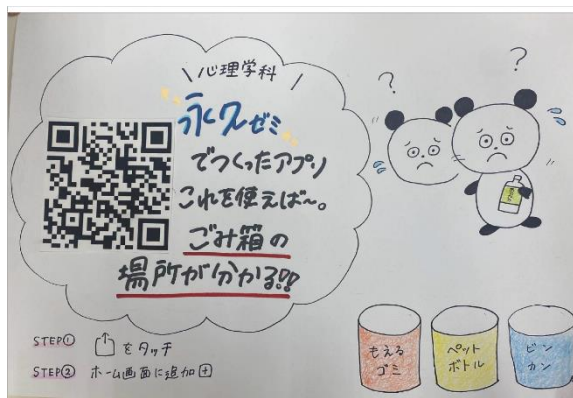 \ 心理学科 /
永久ゼミ
でつくったアプリ
これを使えば〜。
ごみ箱の
場所が分かる!!
STEP① をタッチ
STEP② ホーム画面に追加
?
?
もえる
ゴミ
ペット
ボトル
ビン
カン